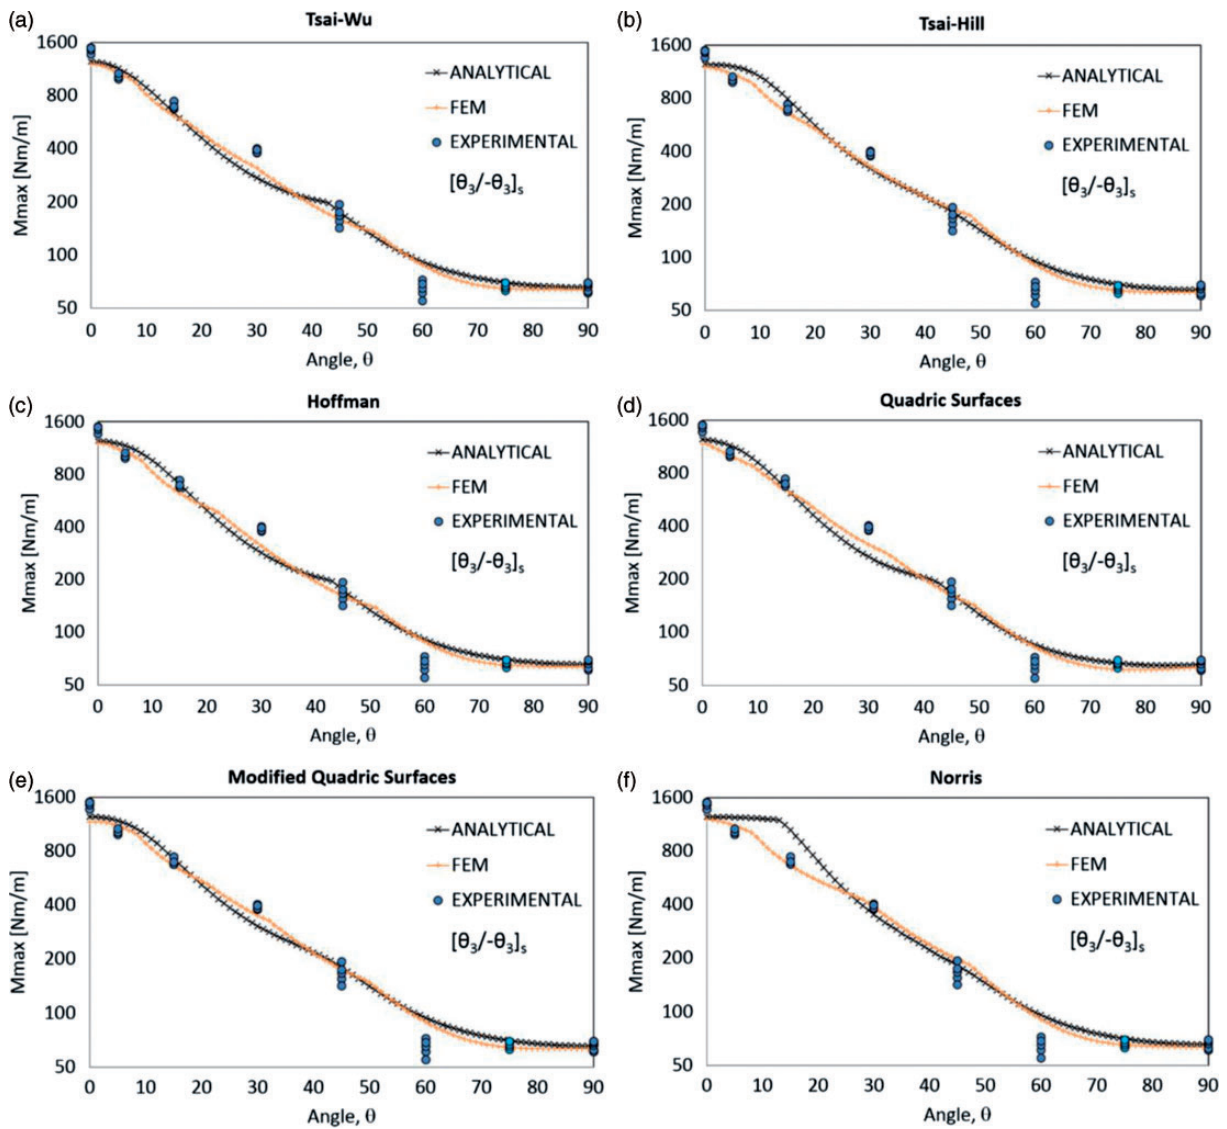 (a)
Tsai-Wu
1600
800
400
200
100
50
Mmax [Nm/m]
ANALYTICAL
FEM
EXPERIMENTAL
[θ3/-θ3]s
0 10 20 30 40 50 60 70 80 90
Angle, θ
(b)
Tsai-Hill
1600
800
400
200
100
50
Mmax [Nm/m]
ANALYTICAL
FEM
EXPERIMENTAL
[θ3/-θ3]s
0 10 20 30 40 50 60 70 80 90
Angle, θ
(c)
Hoffman
1600
800
400
200
100
50
Mmax [Nm/m]
ANALYTICAL
FEM
EXPERIMENTAL
[θ3/-θ3]s
0 10 20 30 40 50 60 70 80 90
Angle, θ
(d)
Quadric Surfaces
1600
800
400
200
100
50
Mmax [Nm/m]
ANALYTICAL
FEM
EXPERIMENTAL
[θ3/-θ3]s
0 10 20 30 40 50 60 70 80 90
Angle, θ
(e)
Modified Quadric Surfaces
1600
800
400
200
100
50
Mmax [Nm/m]
ANALYTICAL
FEM
EXPERIMENTAL
[θ3/-θ3]s
0 10 20 30 40 50 60 70 80 90
Angle, θ
(f)
Norris
1600
800
400
200
100
50
Mmax [Nm/m]
ANALYTICAL
FEM
EXPERIMENTAL
[θ3/-θ3]s
0 10 20 30 40 50 60 70 80 90
Angle, θ